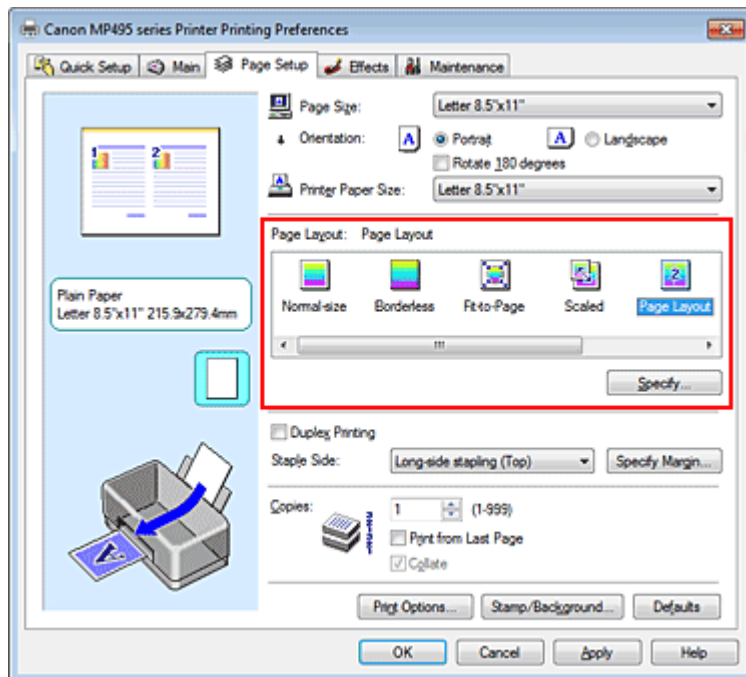 Canon MP495 series Printer Printing Preferences
Quick Setup Main Page Setup Effects Maintenance
1 2
Plain Paper
Letter 8.5"x11" 215.9x279.4mm
Page Size: Letter 8.5"x11"
Orientation: A Portrait A Landscape
Rotate 180 degrees
Printer Paper Size: Letter 8.5"x11"
Page Layout: Page Layout
Normal-size Borderless Fit-to-Page Scaled Page Layout
Specify...
Duplex Printing
Staple Side: Long-side stapling (Top) Specify Margin...
Copies: 1 (1-999)
Print from Last Page
Collate
Print Options... Stamp/Background... Defaults
OK Cancel Apply Help